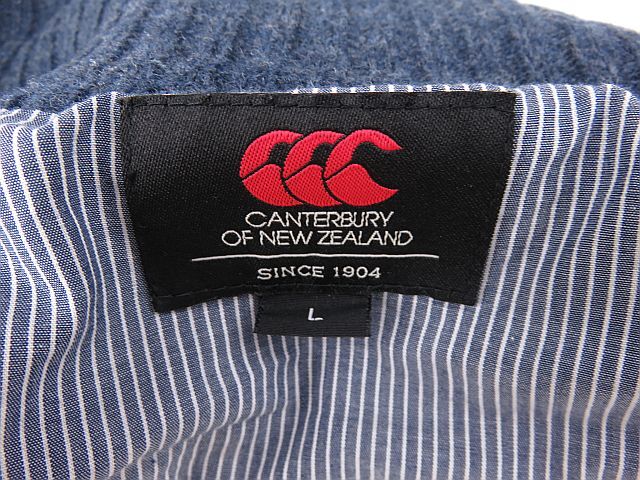 CANTERBURY
OF NEW ZEALAND
SINCE 1904
L